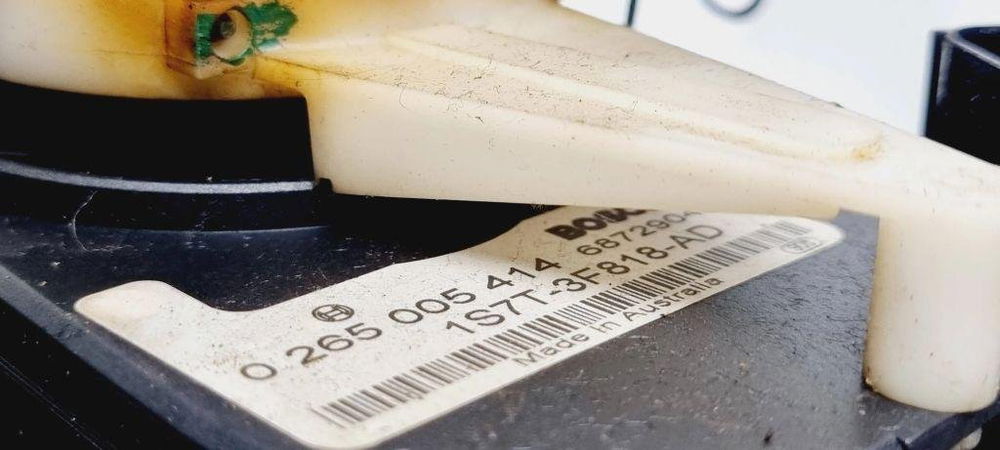 BOSCH
0 265 005 414 6872904
1S7T-3F818-AD
Made in Australia